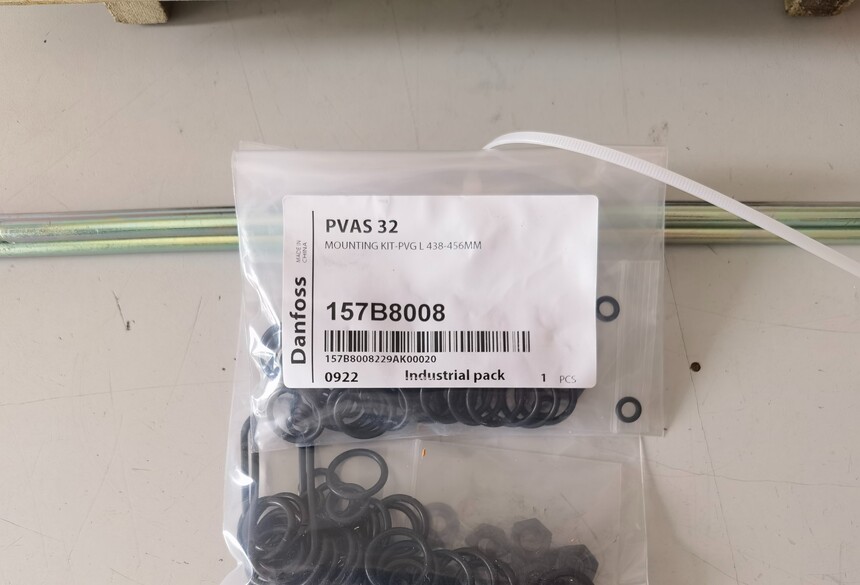 PVAS 32
MOUNTING KIT-PVG L 438-456MM
MADE IN
CHINA
Danfoss
157B8008
157B8008229AK00020
0922 Industrial pack 1 PCS